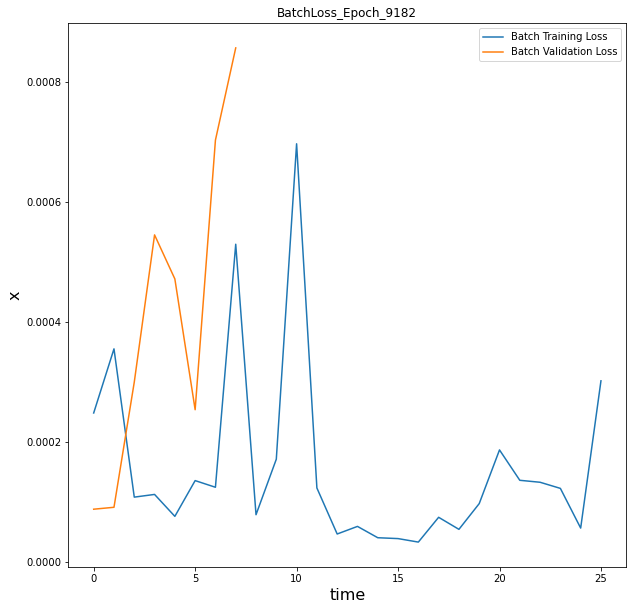 BatchLoss_Epoch_9182
Batch Training Loss
Batch Validation Loss
0.0008
0.0006
x
0.0004
0.0002
0.0000
0 5 10 15 20 25
time